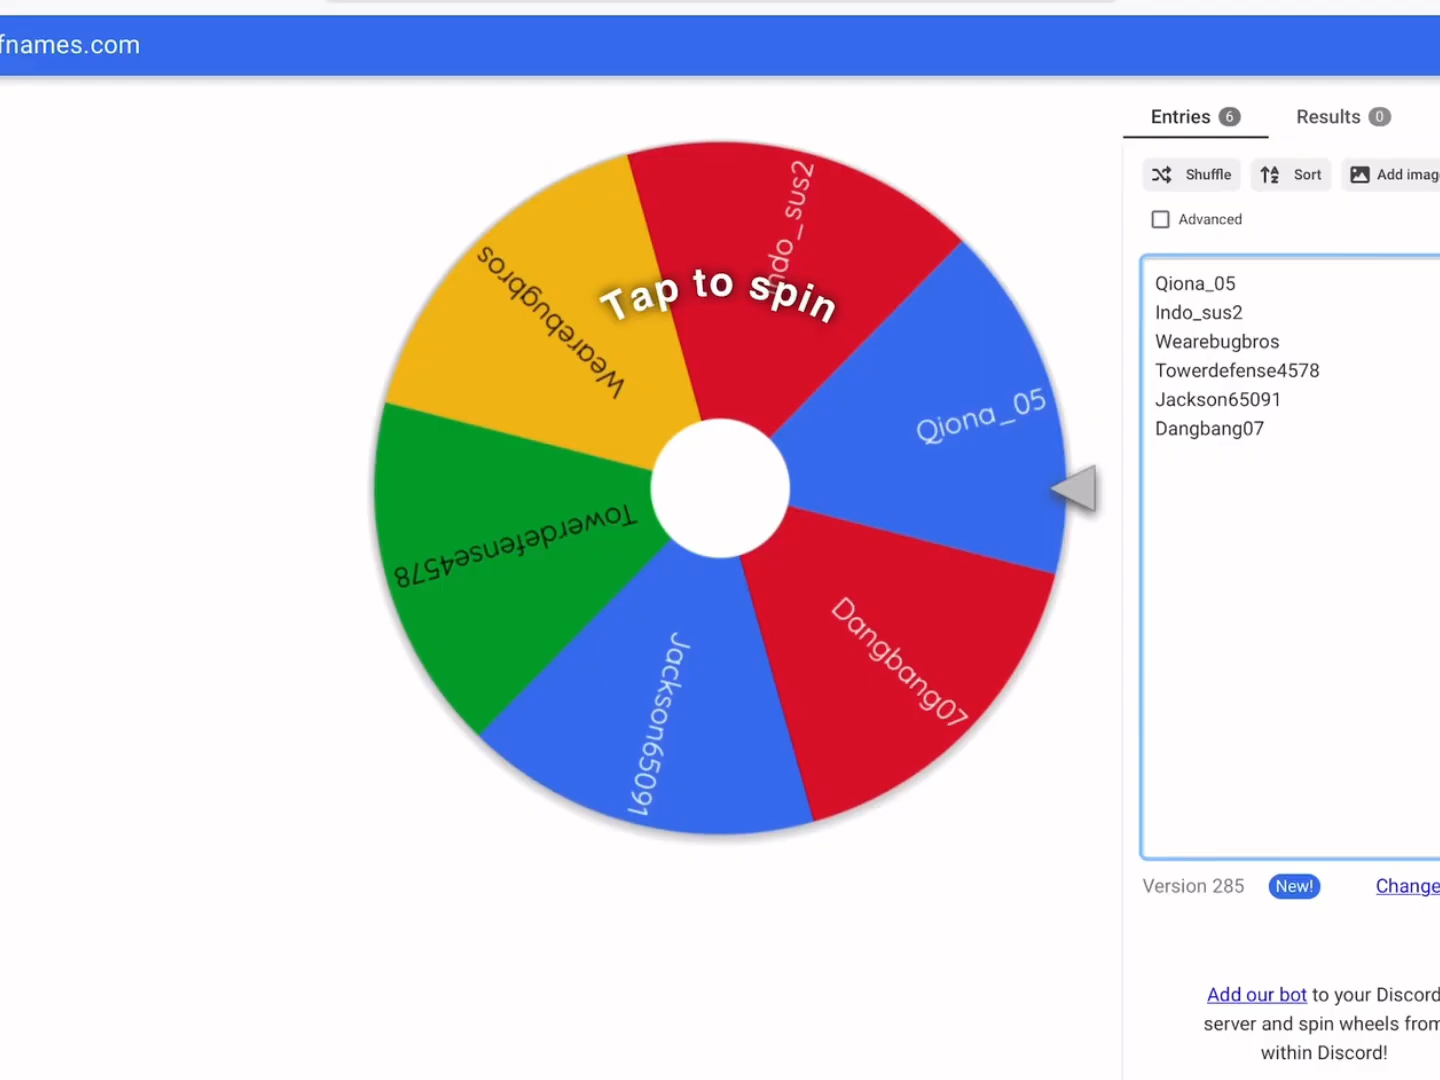 fnames.com
Entries 6
Results 0
Shuffle
Sort
Add imag
Advanced
Indo_sus2
Tap to spin
Wearebugbros
Qiona_05
Towerdefense4578
Dangbang07
Jackson65091
Qiona_05
Indo_sus2
Wearebugbros
Towerdefense4578
Jackson65091
Dangbang07
Version 285
New!
Change
Add our bot to your Discord
server and spin wheels from
within Discord!